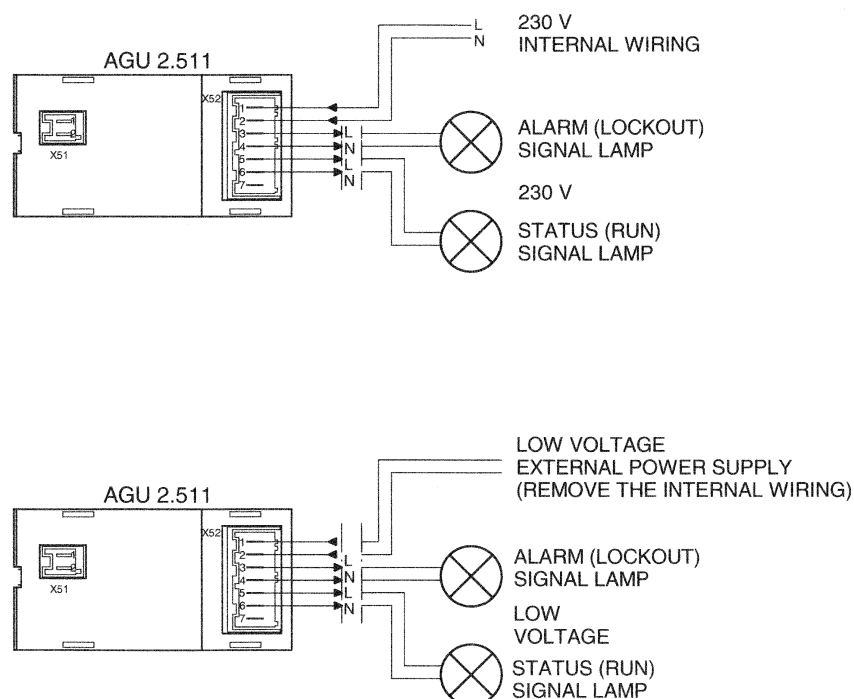 L
230 V
N
INTERNAL WIRING
AGU 2.511
X52
1
2
3
4
5
6
7
X51
L
N
L
N
ALARM (LOCKOUT)
SIGNAL LAMP
230 V
STATUS (RUN)
SIGNAL LAMP
LOW VOLTAGE
EXTERNAL POWER SUPPLY
(REMOVE THE INTERNAL WIRING)
AGU 2.511
X52
1
2
3
4
5
6
7
X51
L
N
L
N
ALARM (LOCKOUT)
SIGNAL LAMP
LOW
VOLTAGE
STATUS (RUN)
SIGNAL LAMP